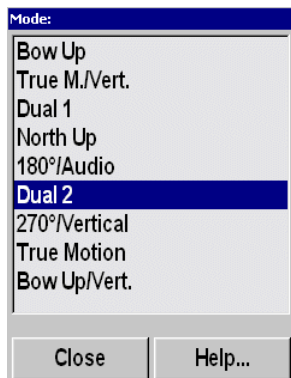 Mode:
Bow Up
True M./Vert.
Dual 1
North Up
180°/Audio
Dual 2
270°/Vertical
True Motion
Bow Up/Vert.
Close Help...